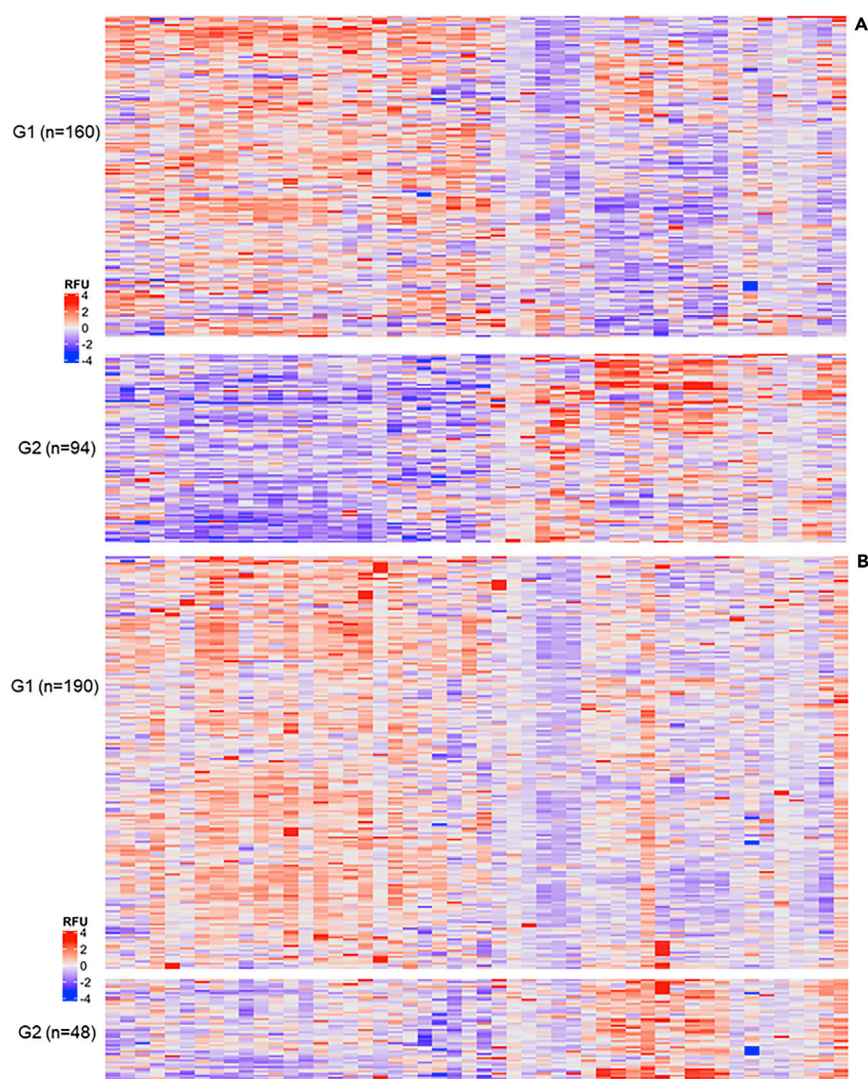 A
G1 (n=160)
RFU
4
2
0
-2
-4
G2 (n=94)
B
G1 (n=190)
RFU
4
2
0
-2
-4
G2 (n=48)